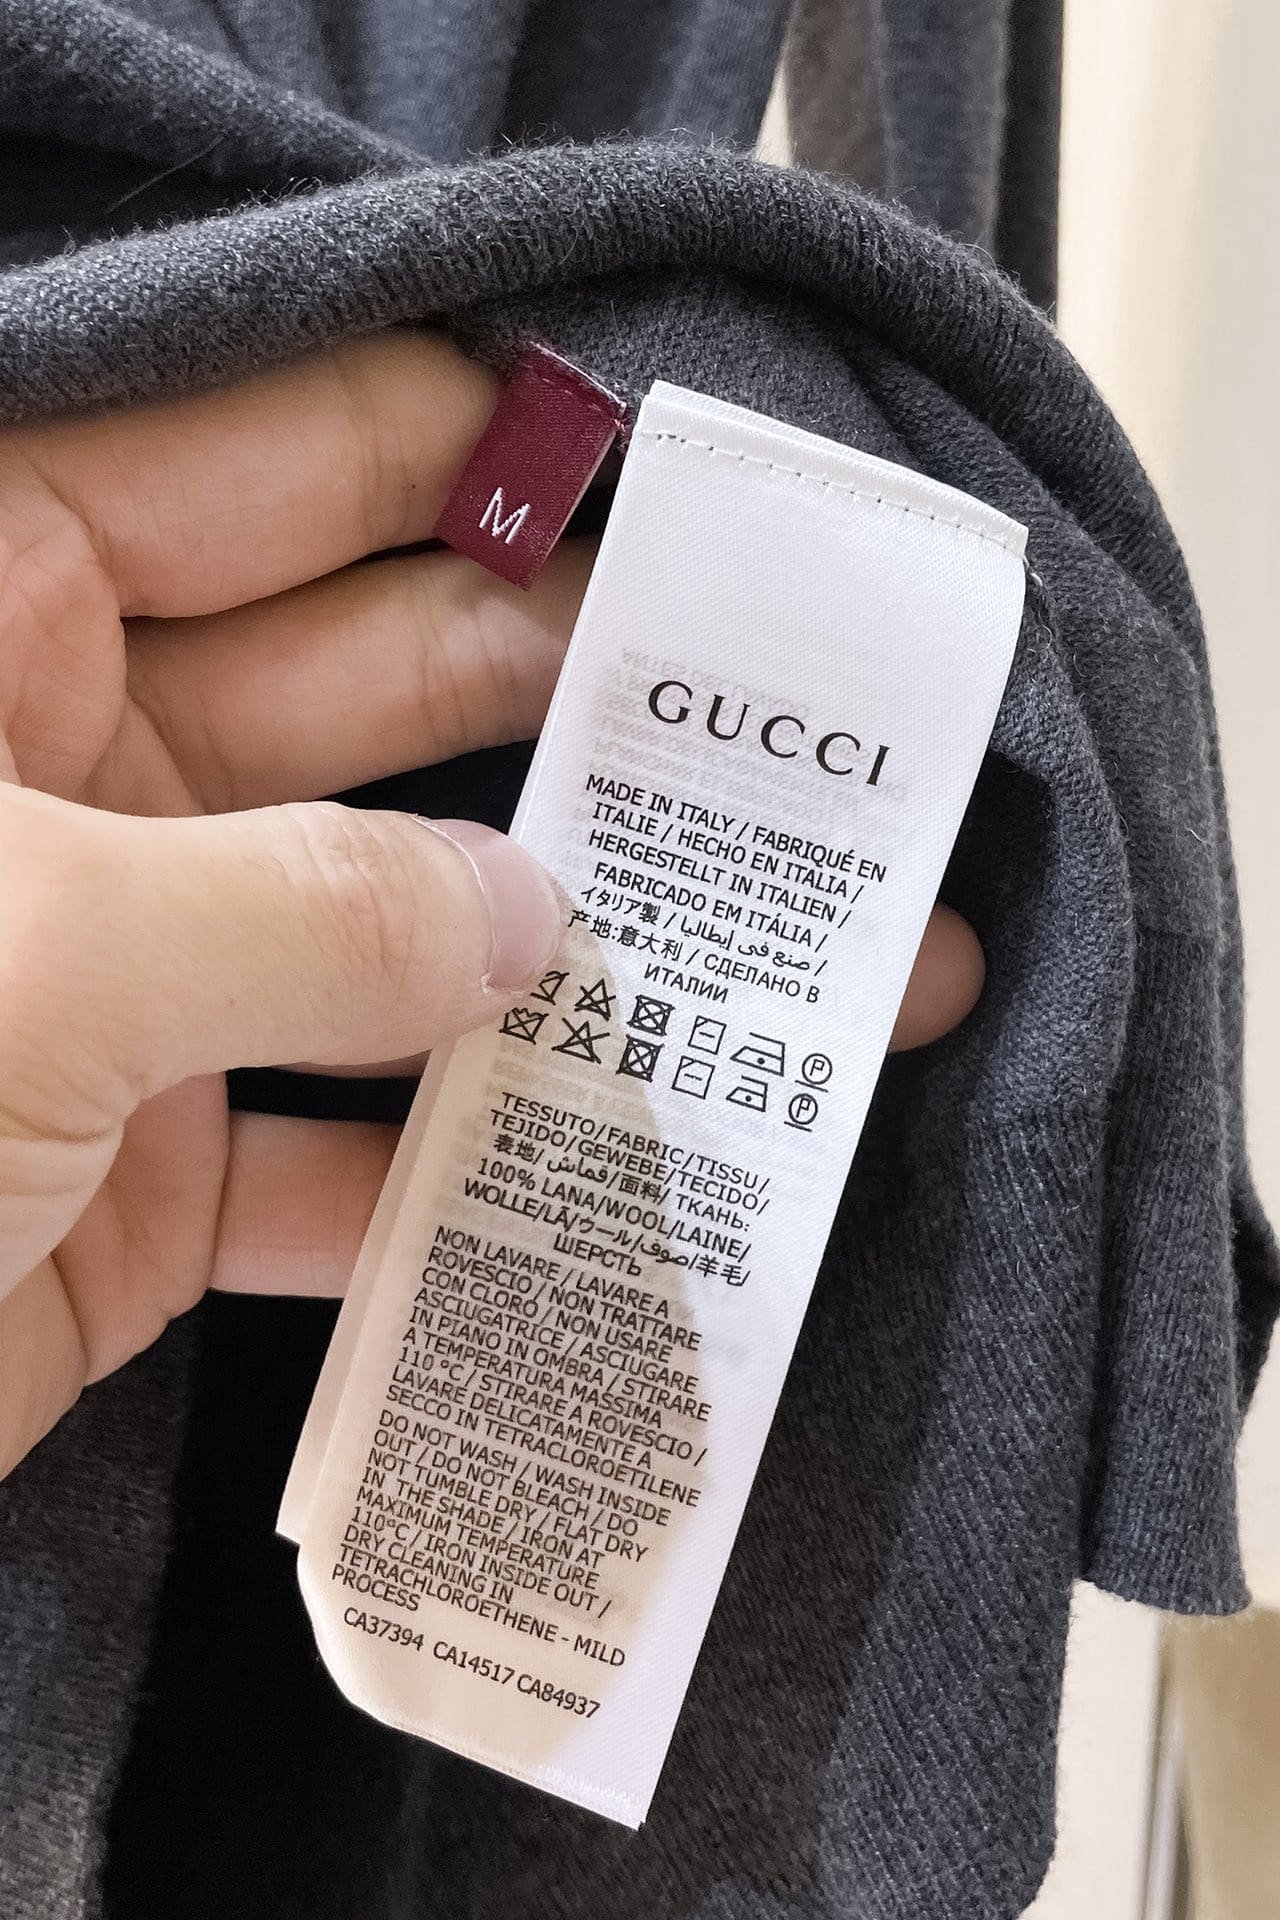 M
GUCCI
MADE IN ITALY / FABRIQUÉ EN
ITALIE / HECHO EN ITALIA /
HERGESTELLT IN ITALIEN /
FABRICADO EM ITÁLIA /
イタリア製 / صنع في إيطاليا /
产地:意大利 / СДЕЛАНО В
ИТАЛИИ
P
P
TESSUTO/FABRIC/TISSU/
TEJIDO/GEWEBE/TECIDO/
表地/ قماش/面料/ ТКАНЬ:
100% LANA/WOOL/LAINE/
WOLLE/LÃ/ウール/صوف/羊毛/
ШЕРСТЬ
NON LAVARE / LAVARE A
ROVESCIO / NON TRATTARE
CON CLORO / NON USARE
ASCIUGATRICE / ASCIUGARE
IN PIANO IN OMBRA / STIRARE
A TEMPERATURA MASSIMA
110 °C / STIRARE A ROVESCIO /
LAVARE DELICATAMENTE A
SECCO IN TETRACLOROETILENE
DO NOT WASH / WASH INSIDE
OUT / DO NOT BLEACH / DO
NOT TUMBLE DRY / FLAT DRY
IN THE SHADE / IRON AT
MAXIMUM TEMPERATURE
110°C / IRON INSIDE OUT /
DRY CLEANING IN
TETRACHLOROETHENE - MILD
PROCESS
CA37394 CA14517 CA84937